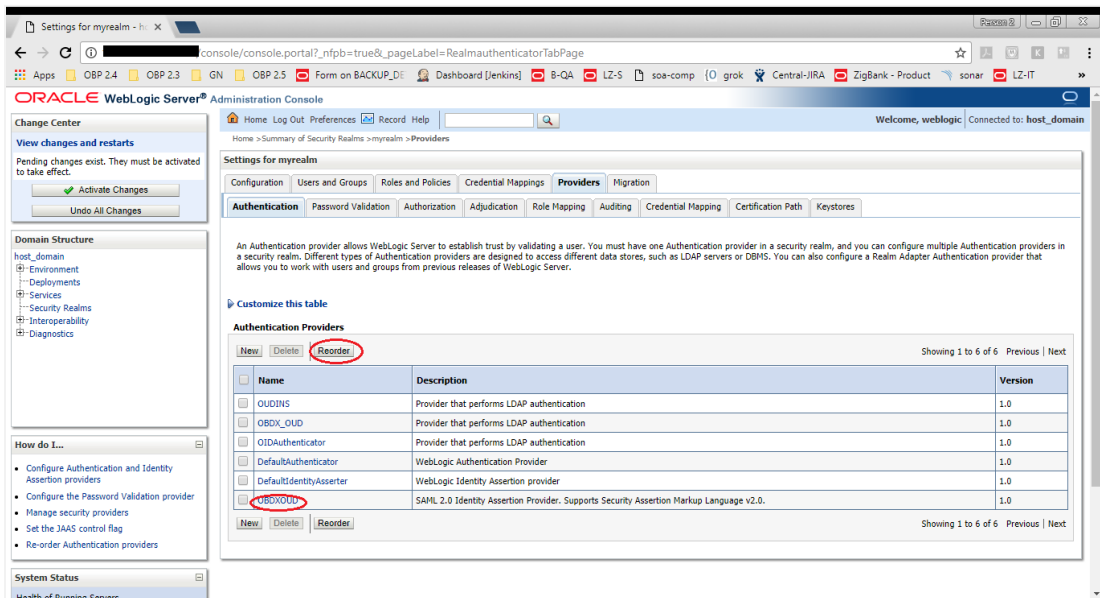 Settings for myrealm - h
Person 2
console/console.portal?_nfpb=true&_pageLabel=RealmauthenticatorTabPage
Apps OBP 2.4 OBP 2.3 GN OBP 2.5 Form on BACKUP_DE Dashboard [Jenkins] B-QA LZ-S soa-comp grok Central-JIRA ZigBank - Product sonar LZ-IT »
ORACLE WebLogic Server® Administration Console
Change Center
View changes and restarts
Pending changes exist. They must be activated
to take effect.
Activate Changes
Undo All Changes
Domain Structure
host_domain
Environment
Deployments
Services
Security Realms
Interoperability
Diagnostics
How do I...
Configure Authentication and Identity
Assertion providers
Configure the Password Validation provider
Manage security providers
Set the JAAS control flag
Re-order Authentication providers
System Status
Health of Running Servers
Home Log Out Preferences Record Help
Welcome, weblogic Connected to: host_domain
Home >Summary of Security Realms >myrealm >Providers
Settings for myrealm
Configuration Users and Groups Roles and Policies Credential Mappings Providers Migration
Authentication Password Validation Authorization Adjudication Role Mapping Auditing Credential Mapping Certification Path Keystores
An Authentication provider allows WebLogic Server to establish trust by validating a user. You must have one Authentication provider in a security realm, and you can configure multiple Authentication providers in
a security realm. Different types of Authentication providers are designed to access different data stores, such as LDAP servers or DBMS. You can also configure a Realm Adapter Authentication provider that
allows you to work with users and groups from previous releases of WebLogic Server.
Customize this table
Authentication Providers
New Delete Reorder Showing 1 to 6 of 6 Previous | Next
Name Description Version
OUDINS Provider that performs LDAP authentication 1.0
OBDX_OUD Provider that performs LDAP authentication 1.0
OIDAuthenticator Provider that performs LDAP authentication 1.0
DefaultAuthenticator WebLogic Authentication Provider 1.0
DefaultIdentityAsserter WebLogic Identity Assertion provider 1.0
OBDXOUD SAML 2.0 Identity Assertion Provider. Supports Security Assertion Markup Language v2.0. 1.0
New Delete Reorder Showing 1 to 6 of 6 Previous | Next